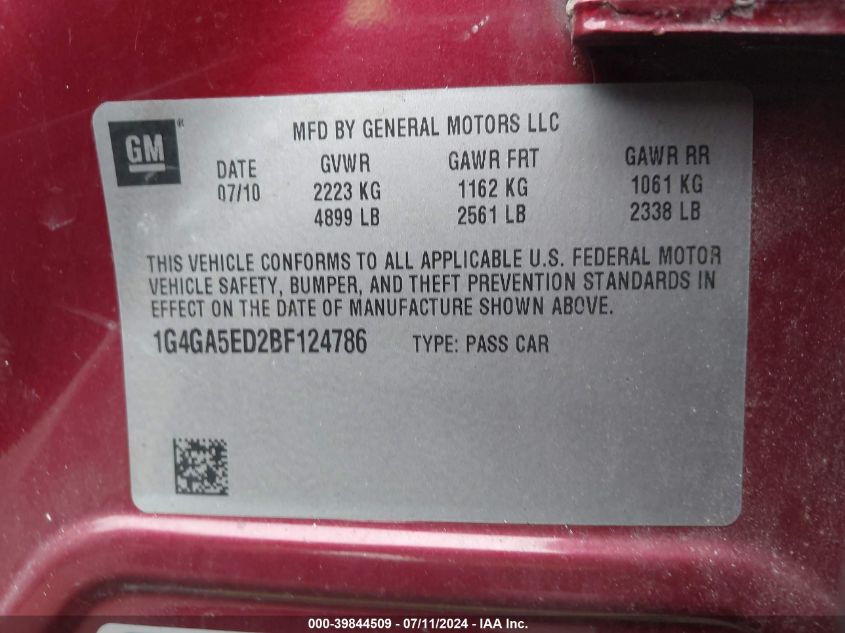 GM
MFD BY GENERAL MOTORS LLC
DATE GVWR GAWR FRT GAWR RR
07/10 2223 KG 1162 KG 1061 KG
4899 LB 2561 LB 2338 LB
THIS VEHICLE CONFORMS TO ALL APPLICABLE U.S. FEDERAL MOTOR
VEHICLE SAFETY, BUMPER, AND THEFT PREVENTION STANDARDS IN
EFFECT ON THE DATE OF MANUFACTURE SHOWN ABOVE.
1G4GA5ED2BF124786 TYPE: PASS CAR
000-39844509 - 07/11/2024 - IAA Inc.